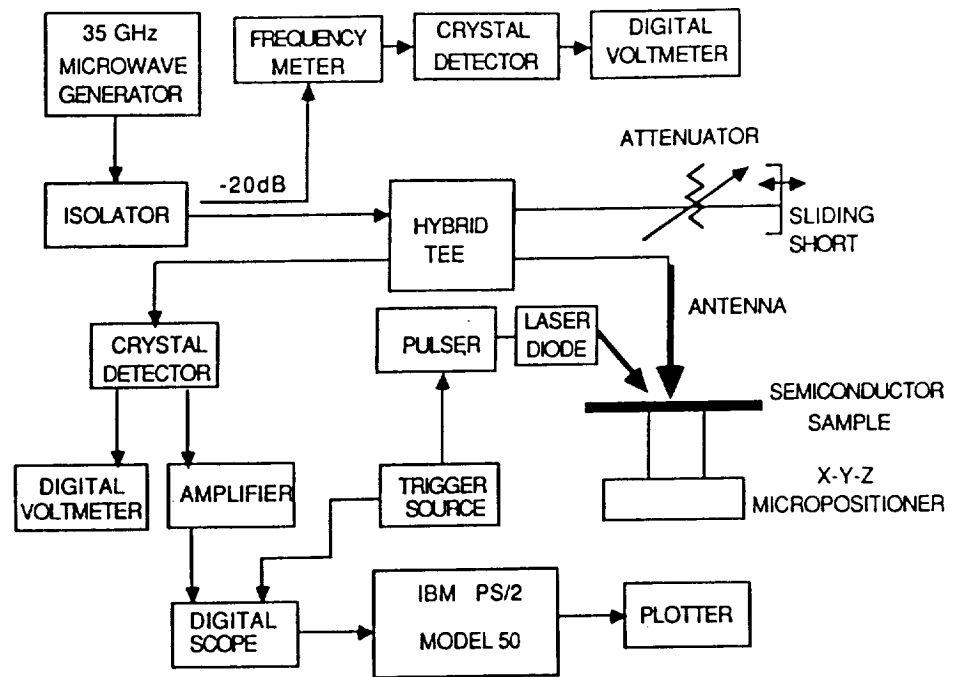 35 GHz
MICROWAVE
GENERATOR
FREQUENCY
METER
CRYSTAL
DETECTOR
DIGITAL
VOLTMETER
ATTENUATOR
-20dB
ISOLATOR
HYBRID
TEE
SLIDING
SHORT
ANTENNA
CRYSTAL
DETECTOR
PULSER
LASER
DIODE
SEMICONDUCTOR
SAMPLE
DIGITAL
VOLTMETER
AMPLIFIER
TRIGGER
SOURCE
X-Y-Z
MICROPOSITIONER
DIGITAL
SCOPE
IBM PS/2
MODEL 50
PLOTTER